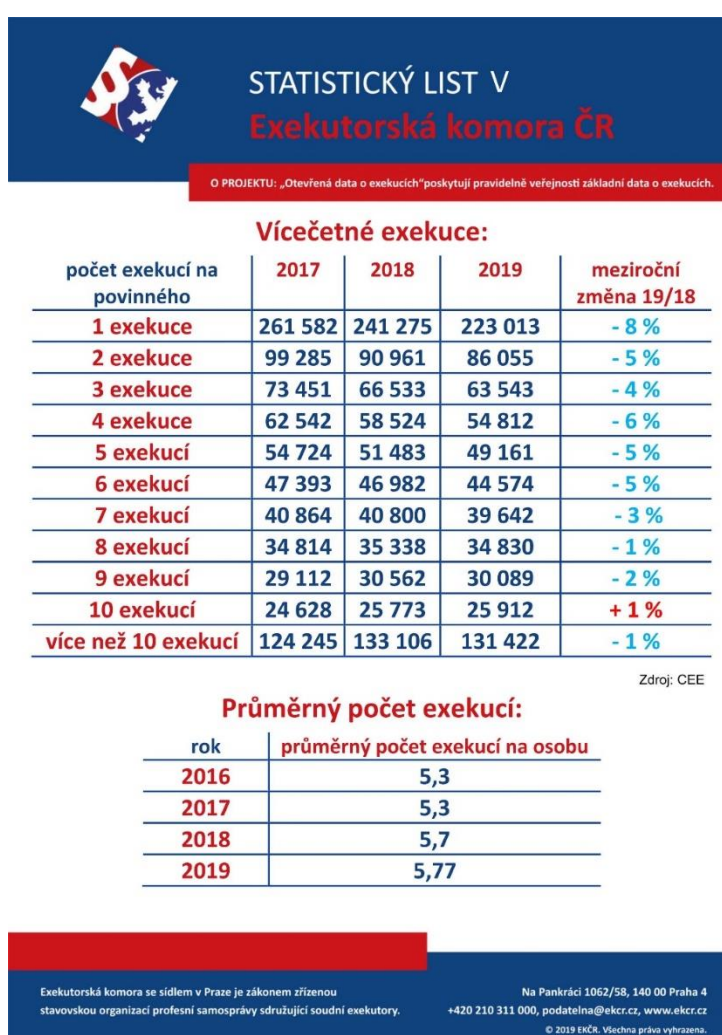 STATISTICKÝ LIST V
Exekutorská komora ČR
O PROJEKTU: „Otevřená data o exekucích“poskytují pravidelně veřejnosti základní data o exekucích.
Vícečetné exekuce:
počet exekucí na povinného 2017 2018 2019 meziroční změna 19/18
1 exekuce 261 582 241 275 223 013 - 8 %
2 exekuce 99 285 90 961 86 055 - 5 %
3 exekuce 73 451 66 533 63 543 - 4 %
4 exekuce 62 542 58 524 54 812 - 6 %
5 exekucí 54 724 51 483 49 161 - 5 %
6 exekucí 47 393 46 982 44 574 - 5 %
7 exekucí 40 864 40 800 39 642 - 3 %
8 exekucí 34 814 35 338 34 830 - 1 %
9 exekucí 29 112 30 562 30 089 - 2 %
10 exekucí 24 628 25 773 25 912 + 1 %
více než 10 exekucí 124 245 133 106 131 422 - 1 %
Zdroj: CEE
Průměrný počet exekucí:
rok průměrný počet exekucí na osobu
2016 5,3
2017 5,3
2018 5,7
2019 5,77
Exekutorská komora se sídlem v Praze je zákonem zřízenou
stavovskou organizací profesní samosprávy sdružující soudní exekutory.
Na Pankráci 1062/58, 140 00 Praha 4
+420 210 311 000, podatelna@ekcr.cz, www.ekcr.cz
© 2019 EKČR. Všechna práva vyhrazena.